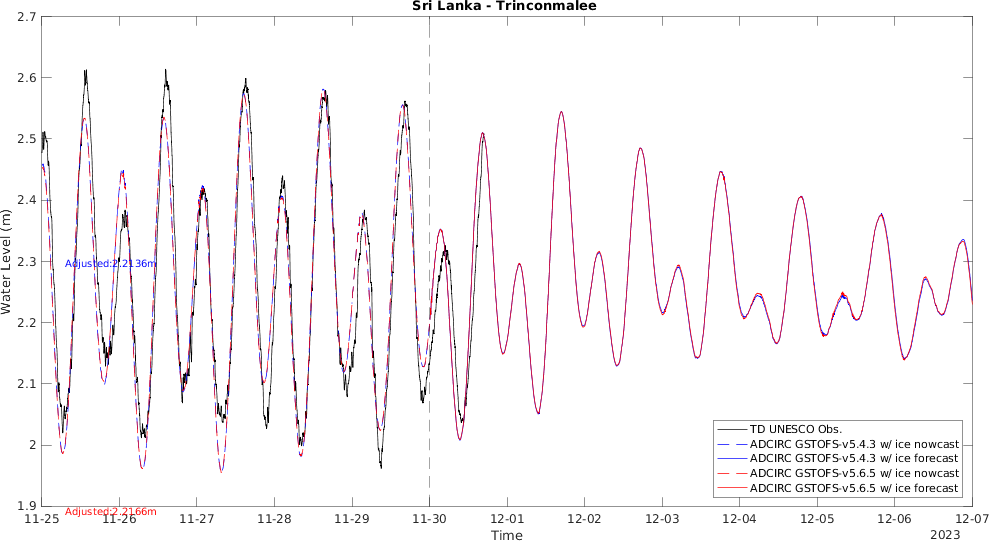 Sri Lanka - Trinconmalee
2.7
2.6
2.5
2.4
2.3
2.2
2.1
2
1.9
Water Level (m)
Adjusted:2.2136m
Adjusted:2.2166m
TD UNESCO Obs.
ADCIRC GSTOFS-v5.4.3 w/ ice nowcast
ADCIRC GSTOFS-v5.4.3 w/ ice forecast
ADCIRC GSTOFS-v5.6.5 w/ ice nowcast
ADCIRC GSTOFS-v5.6.5 w/ ice forecast
11-25 11-26 11-27 11-28 11-29 11-30 12-01 12-02 12-03 12-04 12-05 12-06 12-07
Time
2023